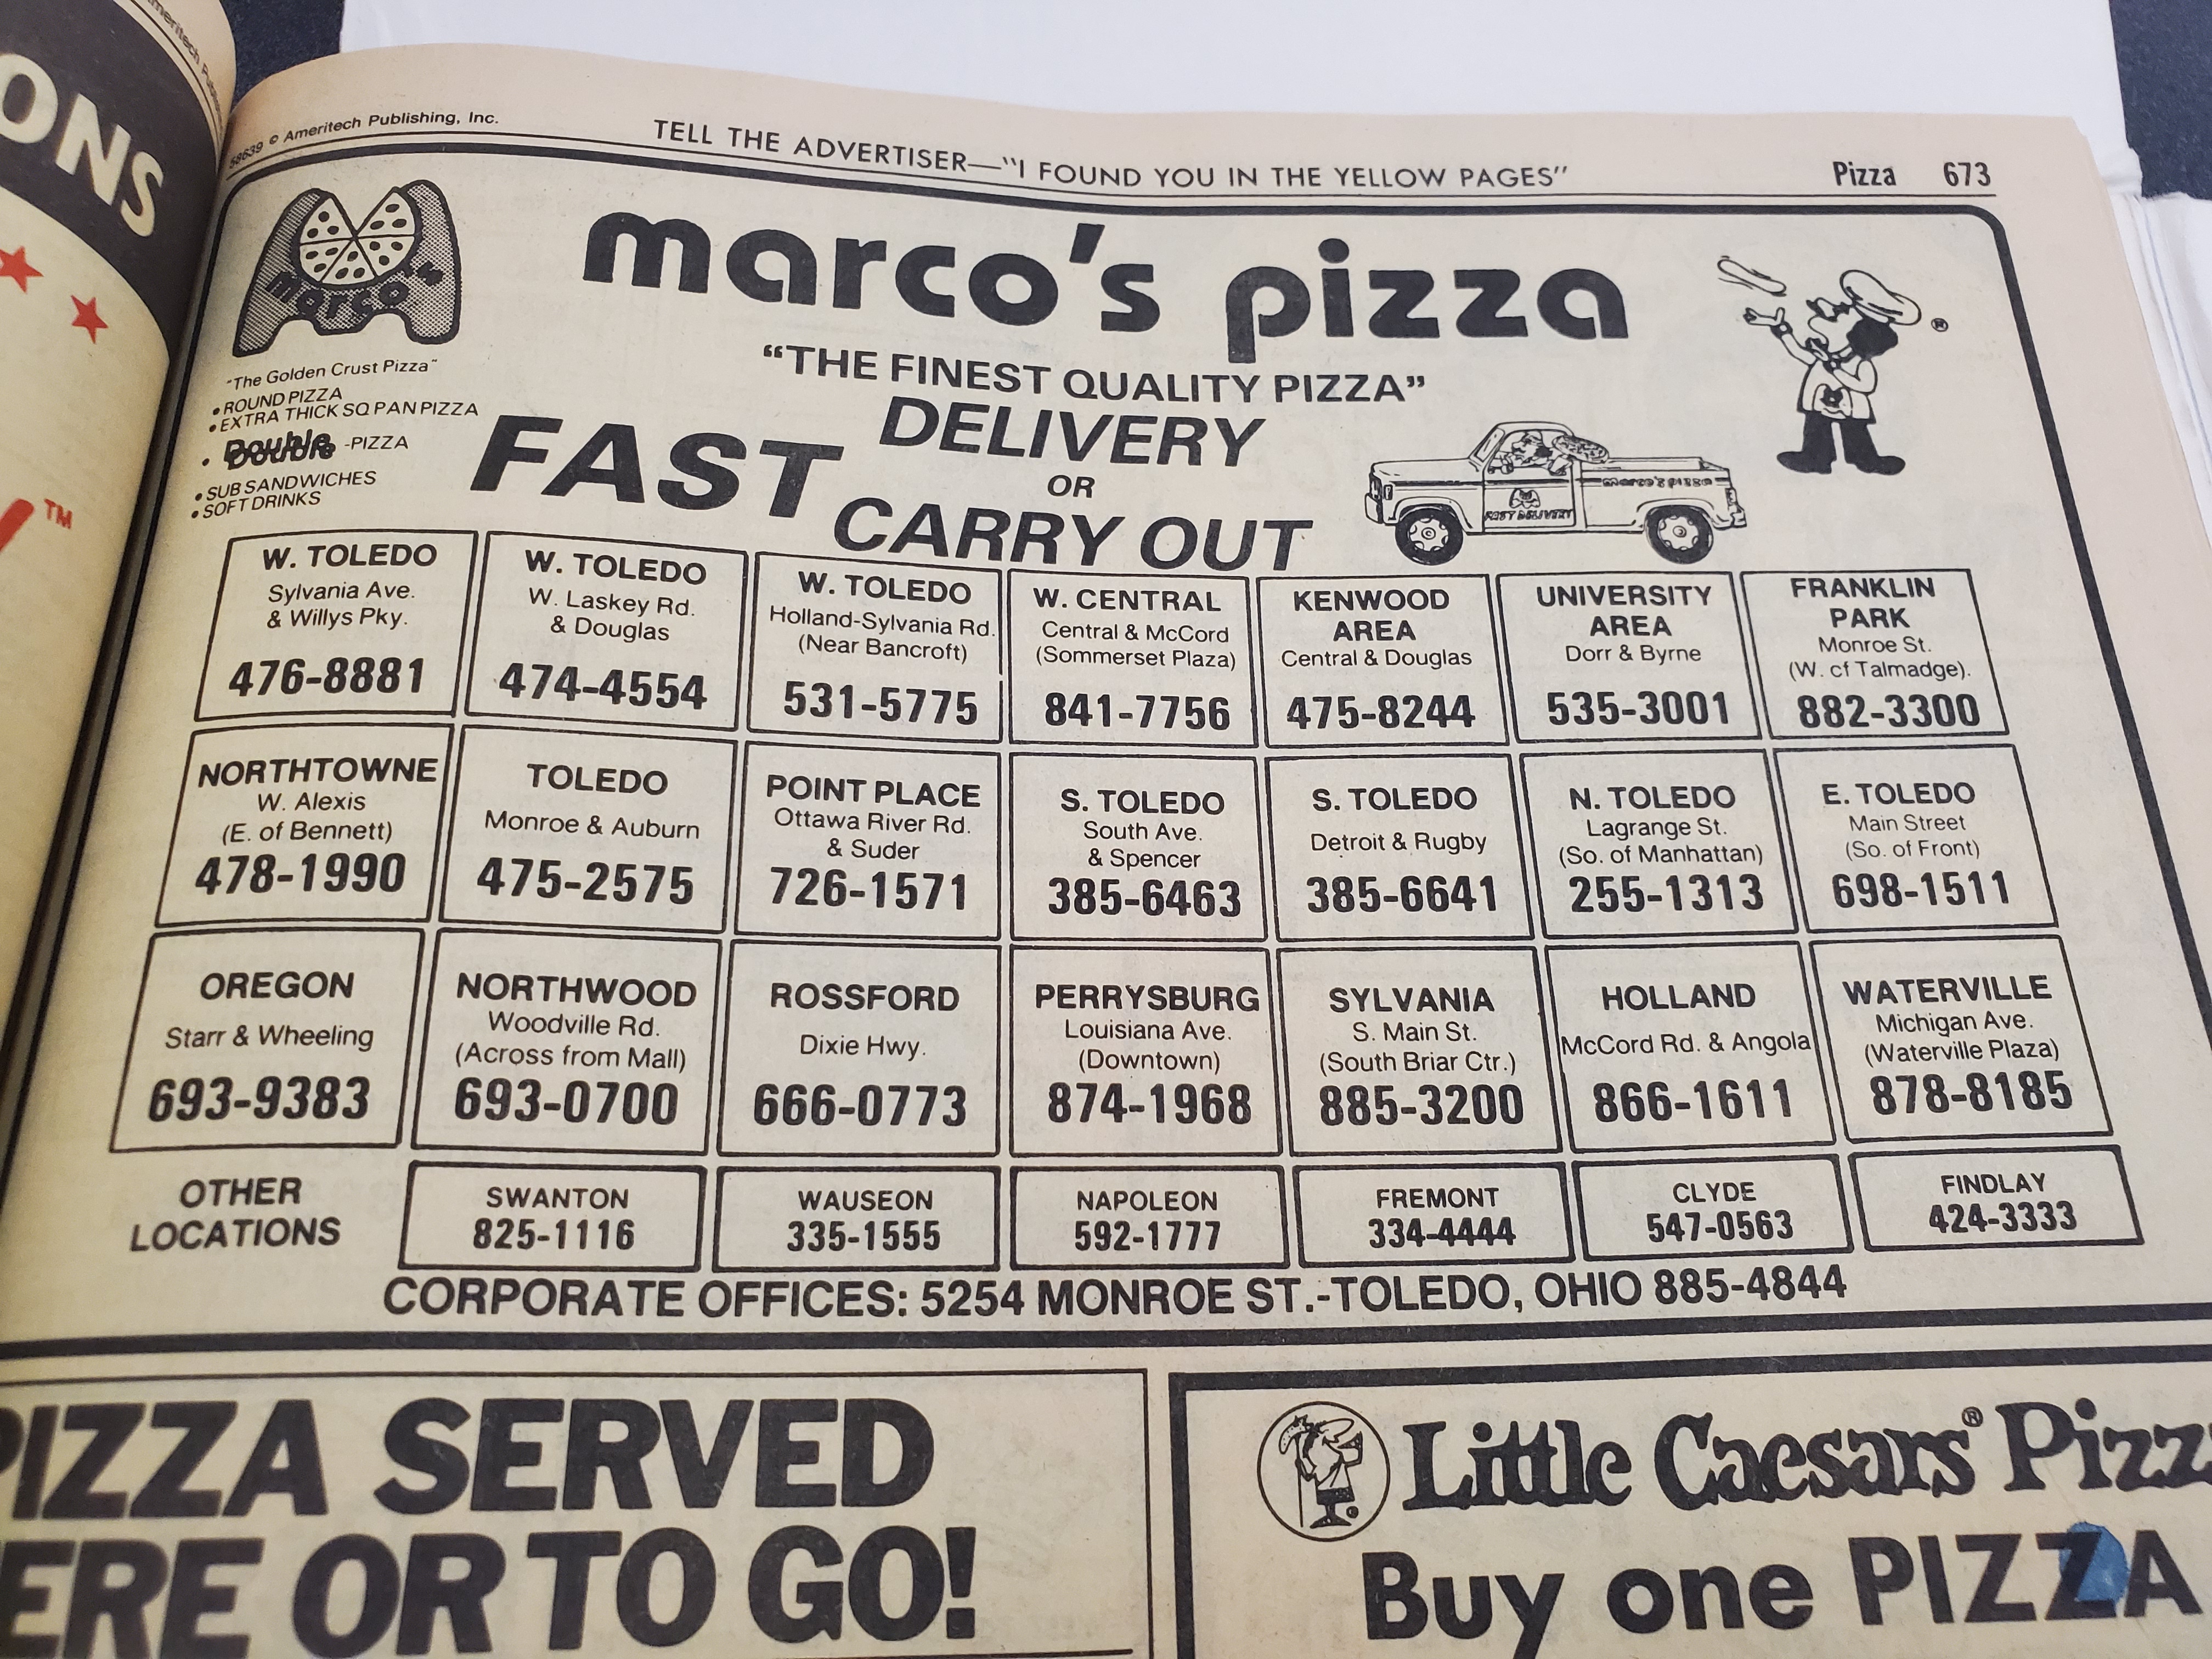 ONS
TM
58639 © Ameritech Publishing, Inc.
TELL THE ADVERTISER—"I FOUND YOU IN THE YELLOW PAGES"
Pizza 673
marco's
marco's pizza
®
"THE FINEST QUALITY PIZZA"
"The Golden Crust Pizza"
• ROUND PIZZA
• EXTRA THICK SQ PAN PIZZA
• Double Double -PIZZA
• SUB SANDWICHES
• SOFT DRINKS
FAST
DELIVERY
OR
CARRY OUT
marco's pizza
FAST DELIVERY
W. TOLEDO
Sylvania Ave.
& Willys Pky.
476-8881
W. TOLEDO
W. Laskey Rd.
& Douglas
474-4554
W. TOLEDO
Holland-Sylvania Rd.
(Near Bancroft)
531-5775
W. CENTRAL
Central & McCord
(Sommerset Plaza)
841-7756
KENWOOD
AREA
Central & Douglas
475-8244
UNIVERSITY
AREA
Dorr & Byrne
535-3001
FRANKLIN
PARK
Monroe St.
(W. cf Talmadge).
882-3300
NORTHTOWNE
W. Alexis
(E. of Bennett)
478-1990
TOLEDO
Monroe & Auburn
475-2575
POINT PLACE
Ottawa River Rd.
& Suder
726-1571
S. TOLEDO
South Ave.
& Spencer
385-6463
S. TOLEDO
Detroit & Rugby
385-6641
N. TOLEDO
Lagrange St.
(So. of Manhattan)
255-1313
E. TOLEDO
Main Street
(So. of Front)
698-1511
OREGON
Starr & Wheeling
693-9383
NORTHWOOD
Woodville Rd.
(Across from Mall)
693-0700
ROSSFORD
Dixie Hwy.
666-0773
PERRYSBURG
Louisiana Ave.
(Downtown)
874-1968
SYLVANIA
S. Main St.
(South Briar Ctr.)
885-3200
HOLLAND
McCord Rd. & Angola
866-1611
WATERVILLE
Michigan Ave.
(Waterville Plaza)
878-8185
OTHER
LOCATIONS
SWANTON
825-1116
WAUSEON
335-1555
NAPOLEON
592-1777
FREMONT
334-4444
CLYDE
547-0563
FINDLAY
424-3333
CORPORATE OFFICES: 5254 MONROE ST.-TOLEDO, OHIO 885-4844
PIZZA SERVED
ERE OR TO GO!
Little Caesars® Pizz
Buy one PIZZA